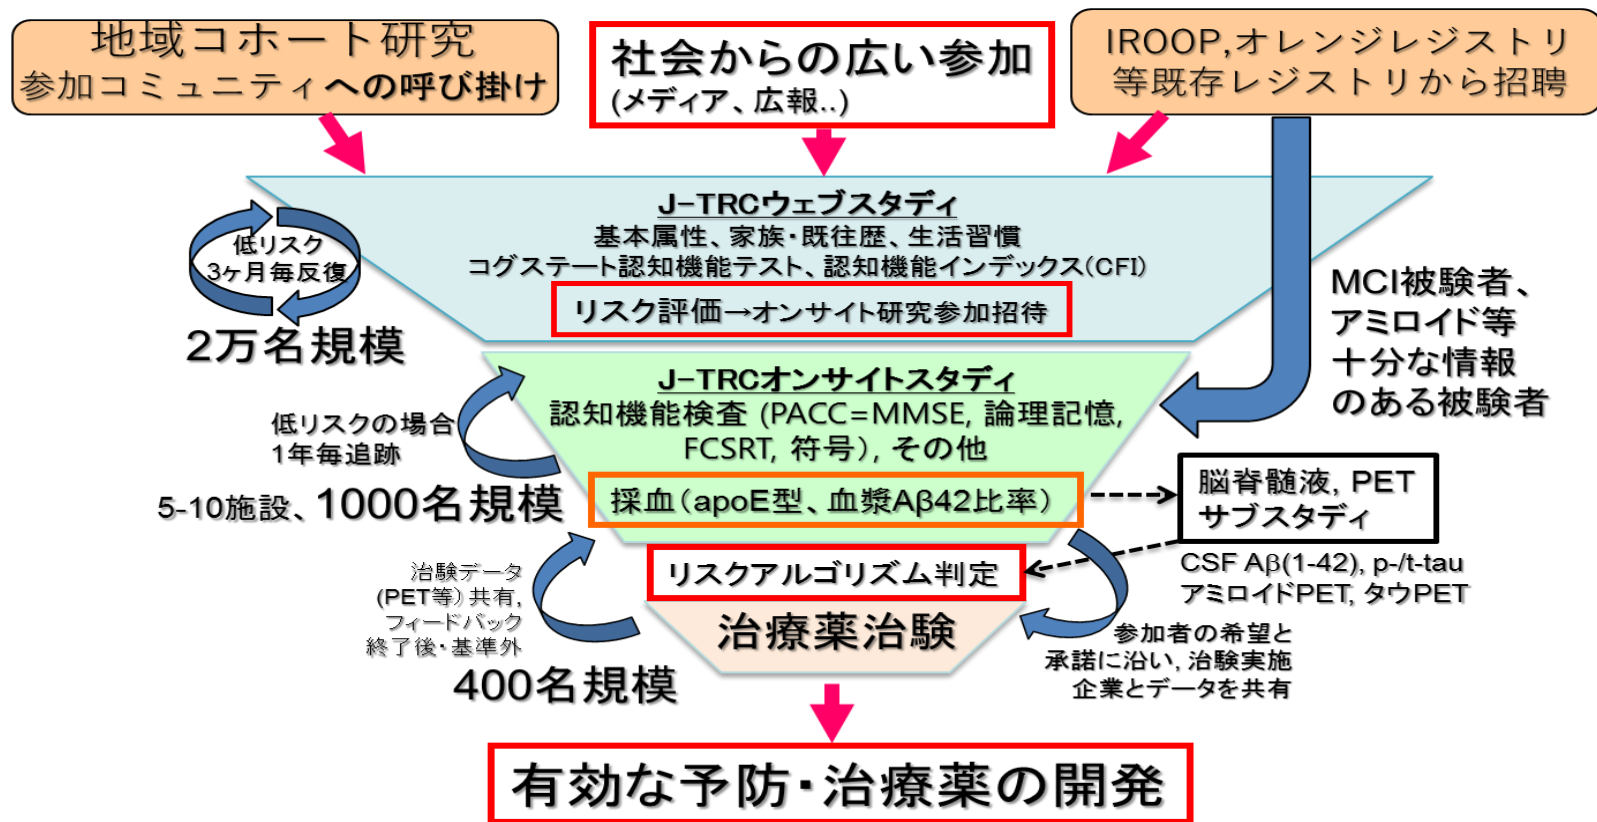 地域コホート研究
参加コミュニティへの呼び掛け
社会からの広い参加
(メディア、広報..)
IROOP,オレンジレジストリ
等既存レジストリから招聘
J-TRCウェブスタディ
基本属性、家族・既往歴、生活習慣
コグステート認知機能テスト、認知機能インデックス(CFI)
リスク評価→オンサイト研究参加招待
低リスク
3ヶ月毎反復
2万名規模
MCI被験者、
アミロイド等
十分な情報
のある被験者
J-TRCオンサイトスタディ
認知機能検査 (PACC=MMSE, 論理記憶,
FCSRT, 符号), その他
採血(apoE型、血漿Aβ42比率)
低リスクの場合
1年毎追跡
5-10施設、1000名規模
脳脊髄液, PET
サブスタディ
CSF Aβ(1-42), p-/t-tau
アミロイドPET, タウPET
リスクアルゴリズム判定
治療薬治験
治験データ
(PET等) 共有,
フィードバック
終了後・基準外
400名規模
参加者の希望と
承諾に沿い, 治験実施
企業とデータを共有
有効な予防・治療薬の開発